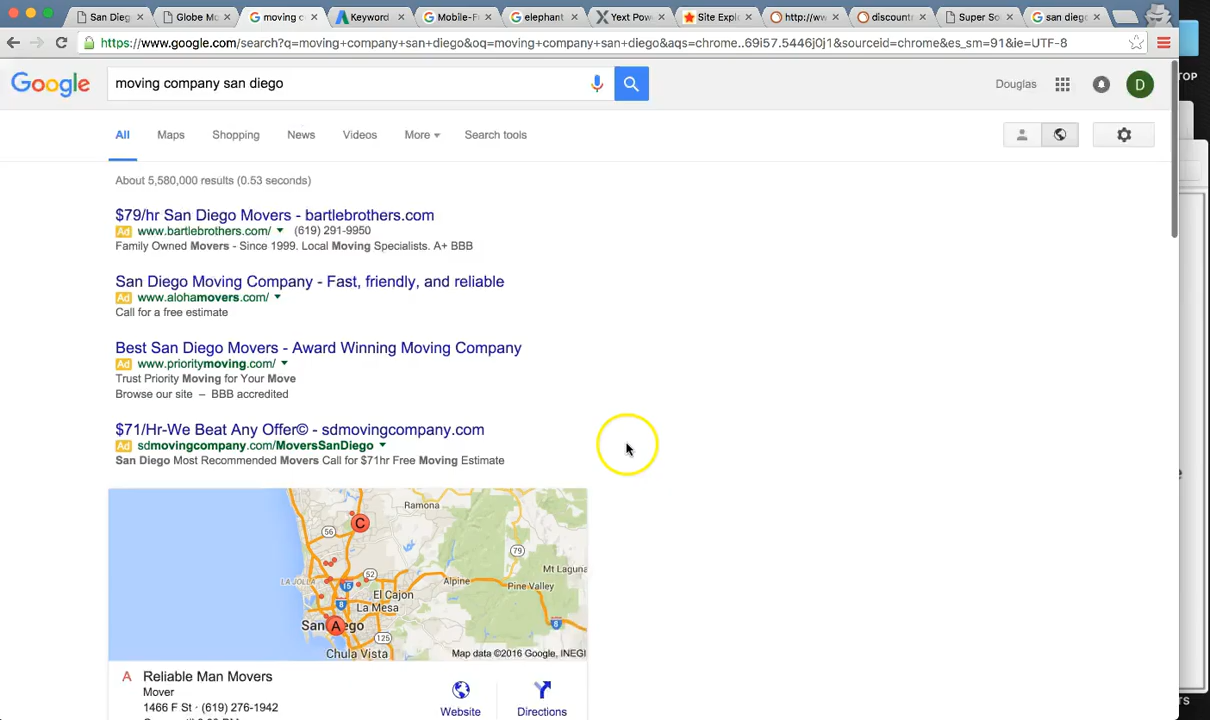 San Dieg
Globe Mo
moving c
Keyword
Mobile-F
elephant
Yext Pow
Site Expl
http://ww
discount
Super So
san dieg
https://www.google.com/search?q=moving+company+san+diego&oq=moving+company+san+diego&aqs=chrome..69i57.5446j0j1&sourceid=chrome&es_sm=91&ie=UTF-8
TOP
Google
moving company san diego
Douglas
D
All Maps Shopping News Videos More Search tools
About 5,580,000 results (0.53 seconds)
$79/hr San Diego Movers - bartlebrothers.com
Ad www.bartlebrothers.com/ (619) 291-9950
Family Owned Movers - Since 1999. Local Moving Specialists. A+ BBB
San Diego Moving Company - Fast, friendly, and reliable
Ad www.alohamovers.com/
Call for a free estimate
Best San Diego Movers - Award Winning Moving Company
Ad www.prioritymoving.com/
Trust Priority Moving for Your Move
Browse our site – BBB accredited
$71/Hr-We Beat Any Offer© - sdmovingcompany.com
Ad sdmovingcompany.com/MoversSanDiego
San Diego Most Recommended Movers Call for $71hr Free Moving Estimate
Ramona
C
56
79
Mt Laguna
LA JOLLA
52
Alpine
Pine Valley
15
El Cajon
8
La Mesa
San Diego
A
8
125
Chula Vista
Map data ©2016 Google, INEGI
A Reliable Man Movers
Mover
1466 F St · (619) 276-1942
Website
Directions